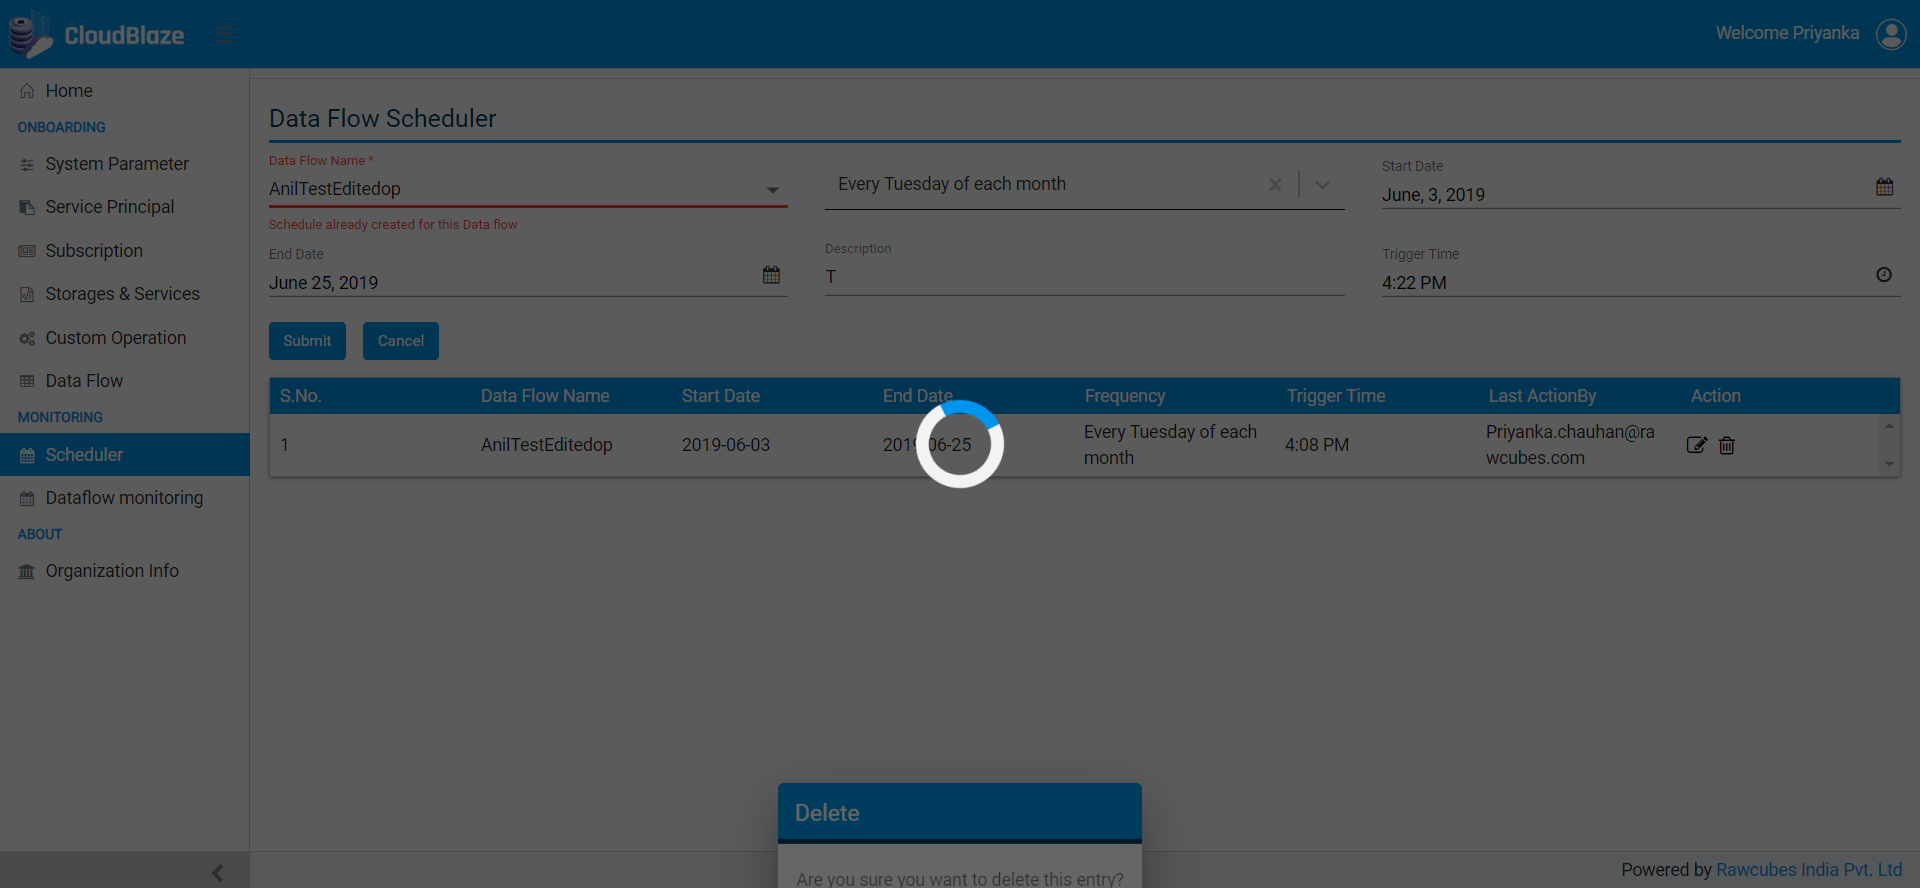 CloudBlaze
Welcome Priyanka
Home
ONBOARDING
System Parameter
Service Principal
Subscription
Storages & Services
Custom Operation
Data Flow
MONITORING
Scheduler
Dataflow monitoring
ABOUT
Organization Info
Data Flow Scheduler
Data Flow Name *
AnilTestEditedop
Schedule already created for this Data flow
Every Tuesday of each month
Start Date
June, 3, 2019
End Date
June 25, 2019
Description
T
Trigger Time
4:22 PM
Submit
Cancel
S.No. Data Flow Name Start Date End Date Frequency Trigger Time Last ActionBy Action
1 AnilTestEditedop 2019-06-03 2019-06-25 Every Tuesday of each 4:08 PM Priyanka.chauhan@ra
month wcubes.com
Delete
Are you sure you want to delete this entry?
Powered by Rawcubes India Pvt. Ltd